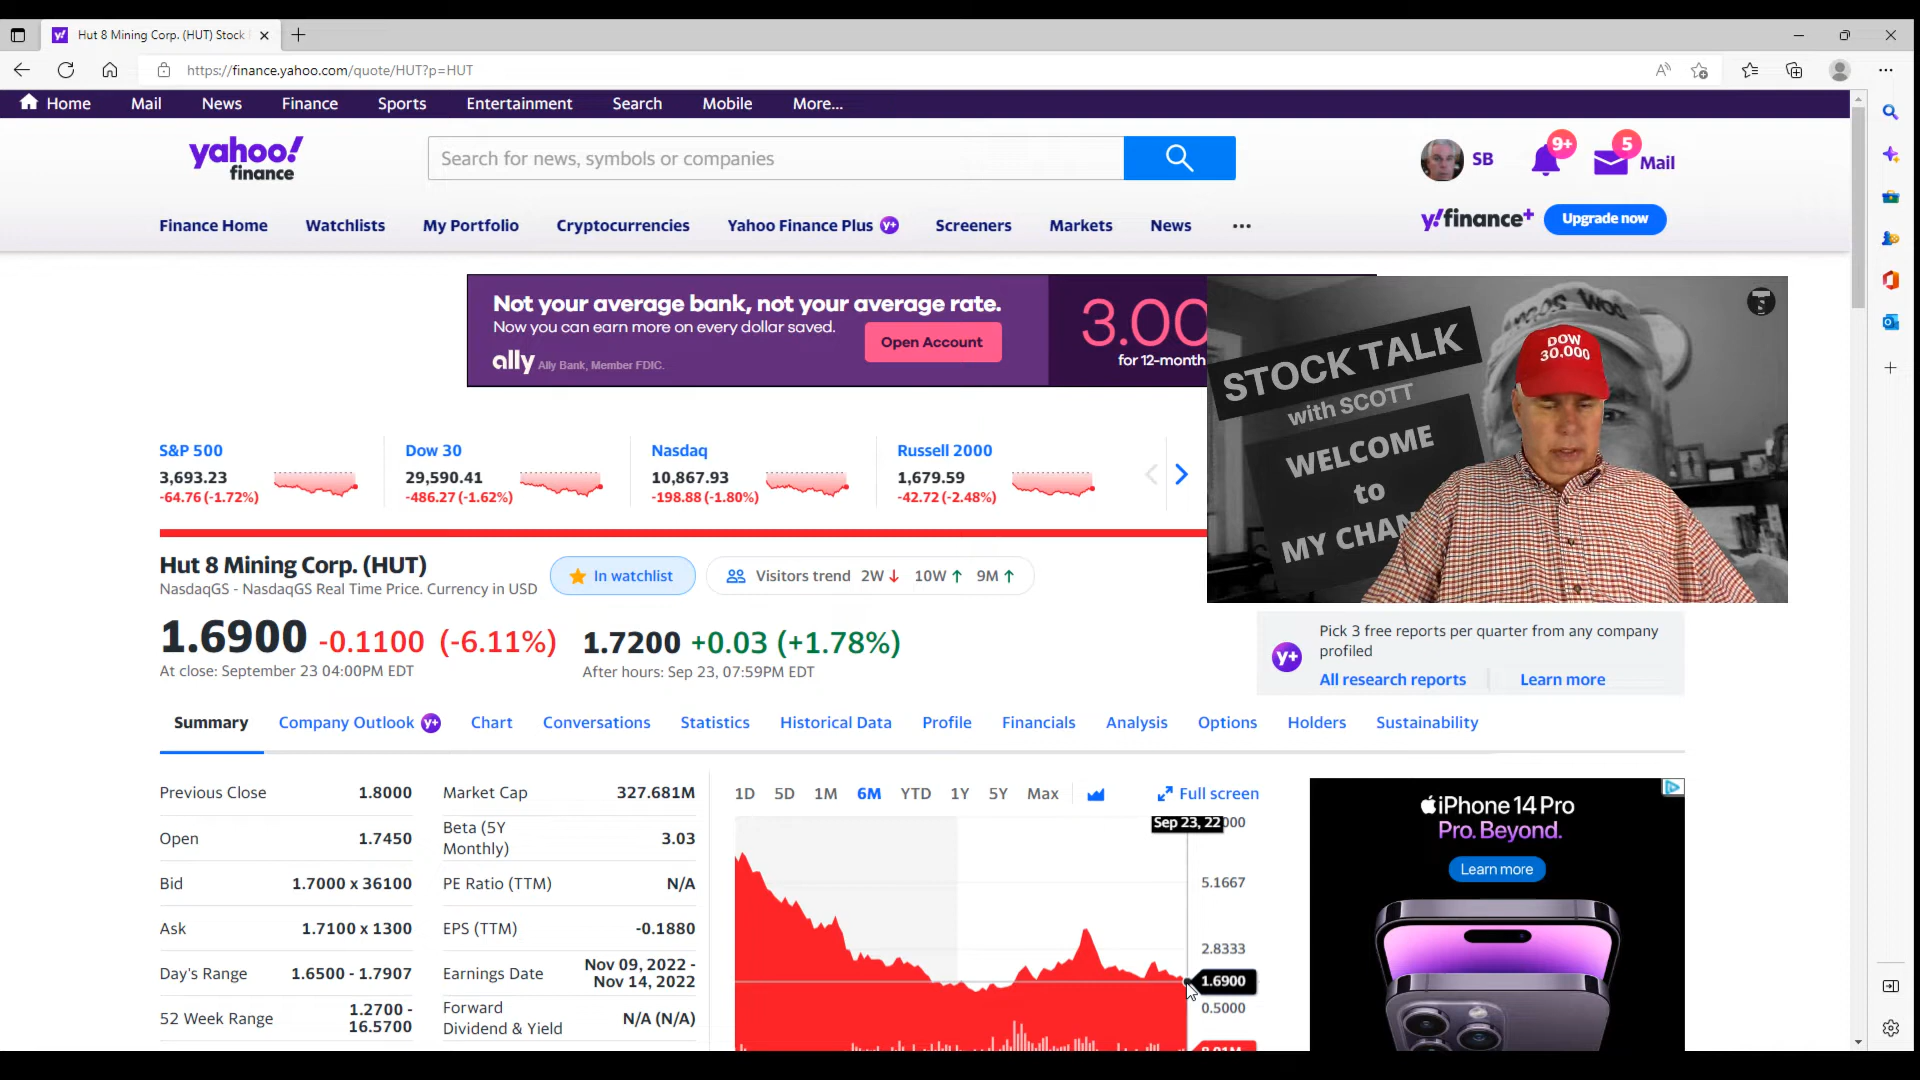 Hut 8 Mining Corp. (HUT) Stock
https://finance.yahoo.com/quote/HUT?p=HUT
Home Mail News Finance Sports Entertainment Search Mobile More...
yahoo!
finance
Search for news, symbols or companies
SB
9+
5
Mail
Finance Home Watchlists My Portfolio Cryptocurrencies Yahoo Finance Plus y+ Screeners Markets News ...
y!finance+ Upgrade now
Not your average bank, not your average rate.
Now you can earn more on every dollar saved.
Open Account
ally Ally Bank, Member FDIC.
3.00
for 12-month
STOCK TALK
with SCOTT
WELCOME
to
MY CHAN
DOW
30,000
S&P 500
3,693.23
-64.76 (-1.72%)
Dow 30
29,590.41
-486.27 (-1.62%)
Nasdaq
10,867.93
-198.88 (-1.80%)
Russell 2000
1,679.59
-42.72 (-2.48%)
Hut 8 Mining Corp. (HUT)
NasdaqGS - NasdaqGS Real Time Price. Currency in USD
In watchlist
Visitors trend 2W 10W 9M
1.6900 -0.1100 (-6.11%)
At close: September 23 04:00PM EDT
1.7200 +0.03 (+1.78%)
After hours: Sep 23, 07:59PM EDT
y+
Pick 3 free reports per quarter from any company
profiled
All research reports Learn more
Summary Company Outlook y+ Chart Conversations Statistics Historical Data Profile Financials Analysis Options Holders Sustainability
Previous Close 1.8000
Open 1.7450
Bid 1.7000 x 36100
Ask 1.7100 x 1300
Day's Range 1.6500 - 1.7907
52 Week Range 1.2700 -
16.5700
Market Cap 327.681M
Beta (5Y
Monthly) 3.03
PE Ratio (TTM) N/A
EPS (TTM) -0.1880
Earnings Date Nov 09, 2022 -
Nov 14, 2022
Forward
Dividend & Yield N/A (N/A)
1D 5D 1M 6M YTD 1Y 5Y Max
Full screen
Sep 23, 22
5.1667
2.8333
1.6900
0.5000
iPhone 14 Pro
Pro. Beyond.
Learn more